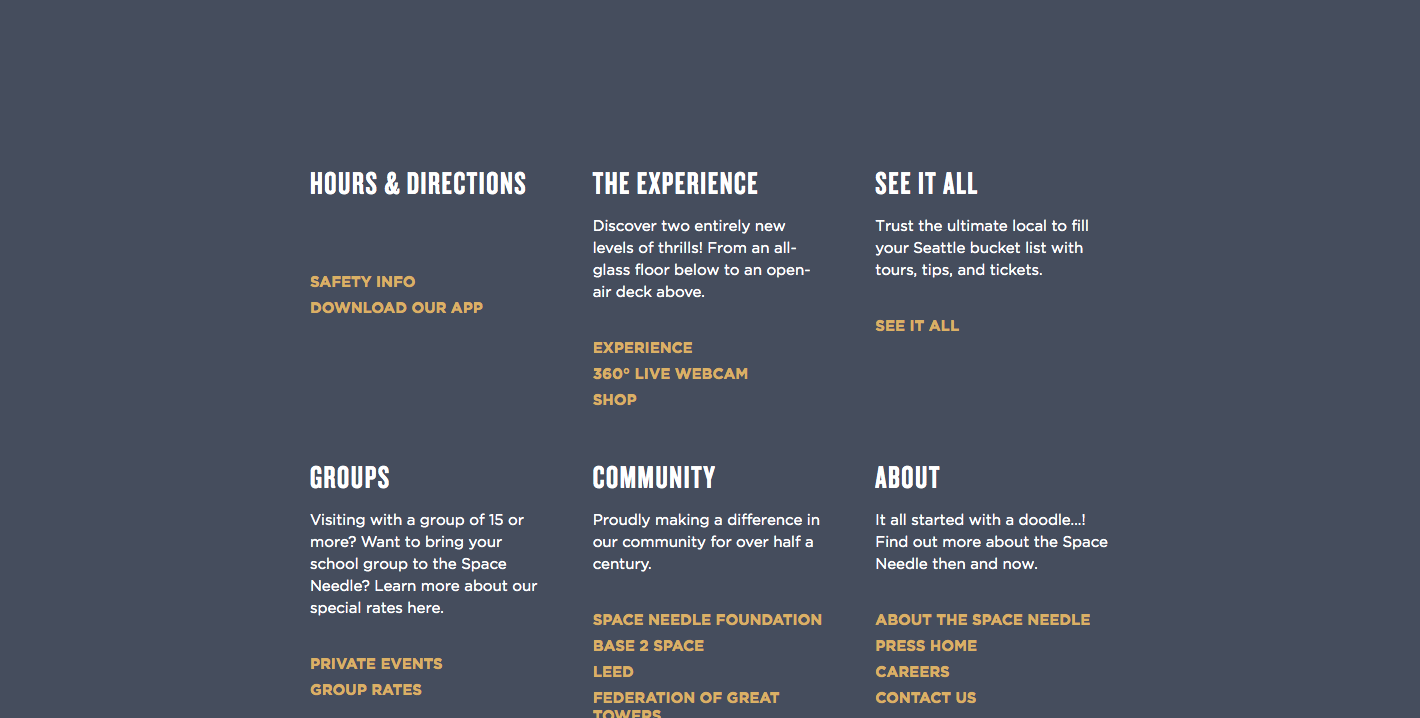 HOURS & DIRECTIONS
SAFETY INFO
DOWNLOAD OUR APP
THE EXPERIENCE
Discover two entirely new
levels of thrills! From an all-
glass floor below to an open-
air deck above.
EXPERIENCE
360° LIVE WEBCAM
SHOP
SEE IT ALL
Trust the ultimate local to fill
your Seattle bucket list with
tours, tips, and tickets.
SEE IT ALL
GROUPS
Visiting with a group of 15 or
more? Want to bring your
school group to the Space
Needle? Learn more about our
special rates here.
PRIVATE EVENTS
GROUP RATES
COMMUNITY
Proudly making a difference in
our community for over half a
century.
SPACE NEEDLE FOUNDATION
BASE 2 SPACE
LEED
FEDERATION OF GREAT
TOWERS
ABOUT
It all started with a doodle...!
Find out more about the Space
Needle then and now.
ABOUT THE SPACE NEEDLE
PRESS HOME
CAREERS
CONTACT US